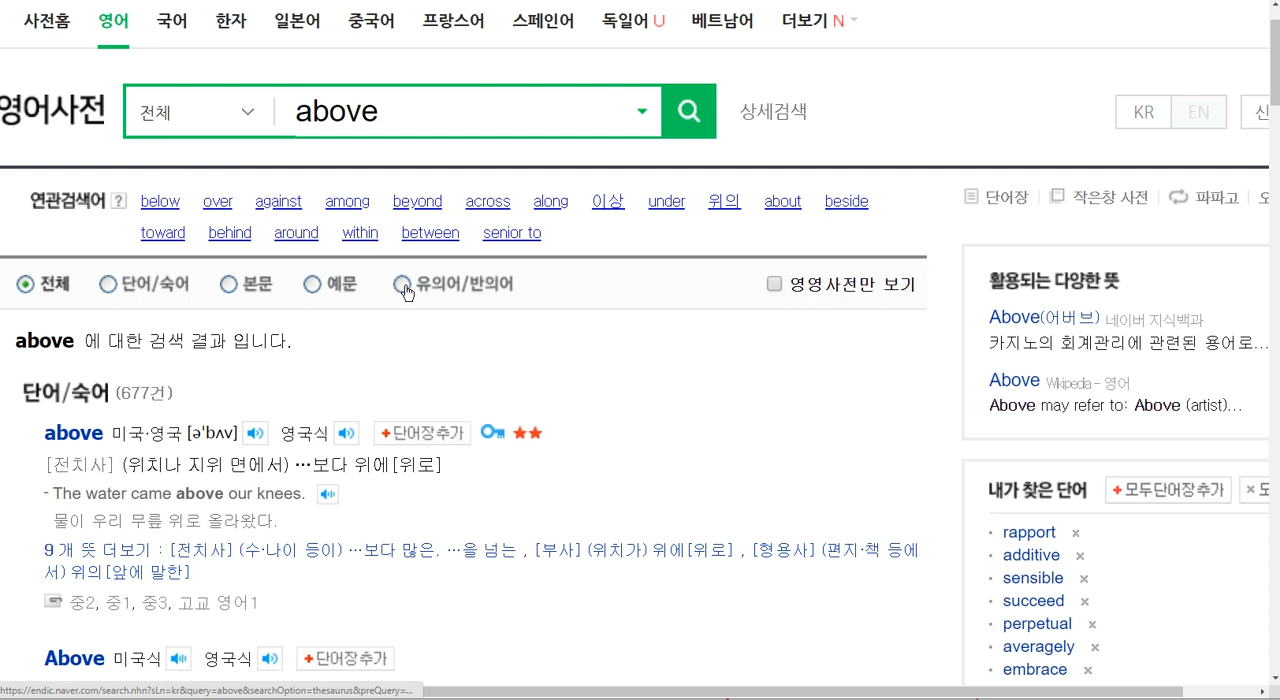 사전홈 영어 국어 한자 일본어 중국어 프랑스어 스페인어 독일어 U 베트남어 더보기 N
영어사전 전체 above 상세검색 KR EN 신
연관검색어 ? below over against among beyond across along 이상 under 위의 about beside
toward behind around within between senior to
단어장 작은창 사전 파파고 오
전체 단어/숙어 본문 예문 유의어/반의어 영영사전만 보기
above 에 대한 검색 결과 입니다.
단어/숙어 (677건)
above 미국·영국 [ə'bʌv] 영국식 +단어장추가
[전치사] (위치나 지위 면에서) …보다 위에[위로]
- The water came above our knees.
물이 우리 무릎 위로 올라왔다.
9개 뜻 더보기 : [전치사] (수·나이 등이) …보다 많은, …을 넘는 , [부사] (위치가) 위에[위로] , [형용사] (편지·책 등에
서) 위의[앞에 말한]
중2, 중1, 중3, 고교 영어1
Above 미국식 영국식 +단어장추가
활용되는 다양한 뜻
Above(어버브) 네이버 지식백과
카지노의 회계관리에 관련된 용어로...
Above Wikipedia - 영어
Above may refer to: Above (artist)...
내가 찾은 단어 +모두단어장추가 × 모
· rapport ×
· additive ×
· sensible ×
· succeed ×
· perpetual ×
· averagely ×
· embrace ×
https://endic.naver.com/search.nhn?sLn=kr&query=above&searchOption=thesaurus&preQuery=...